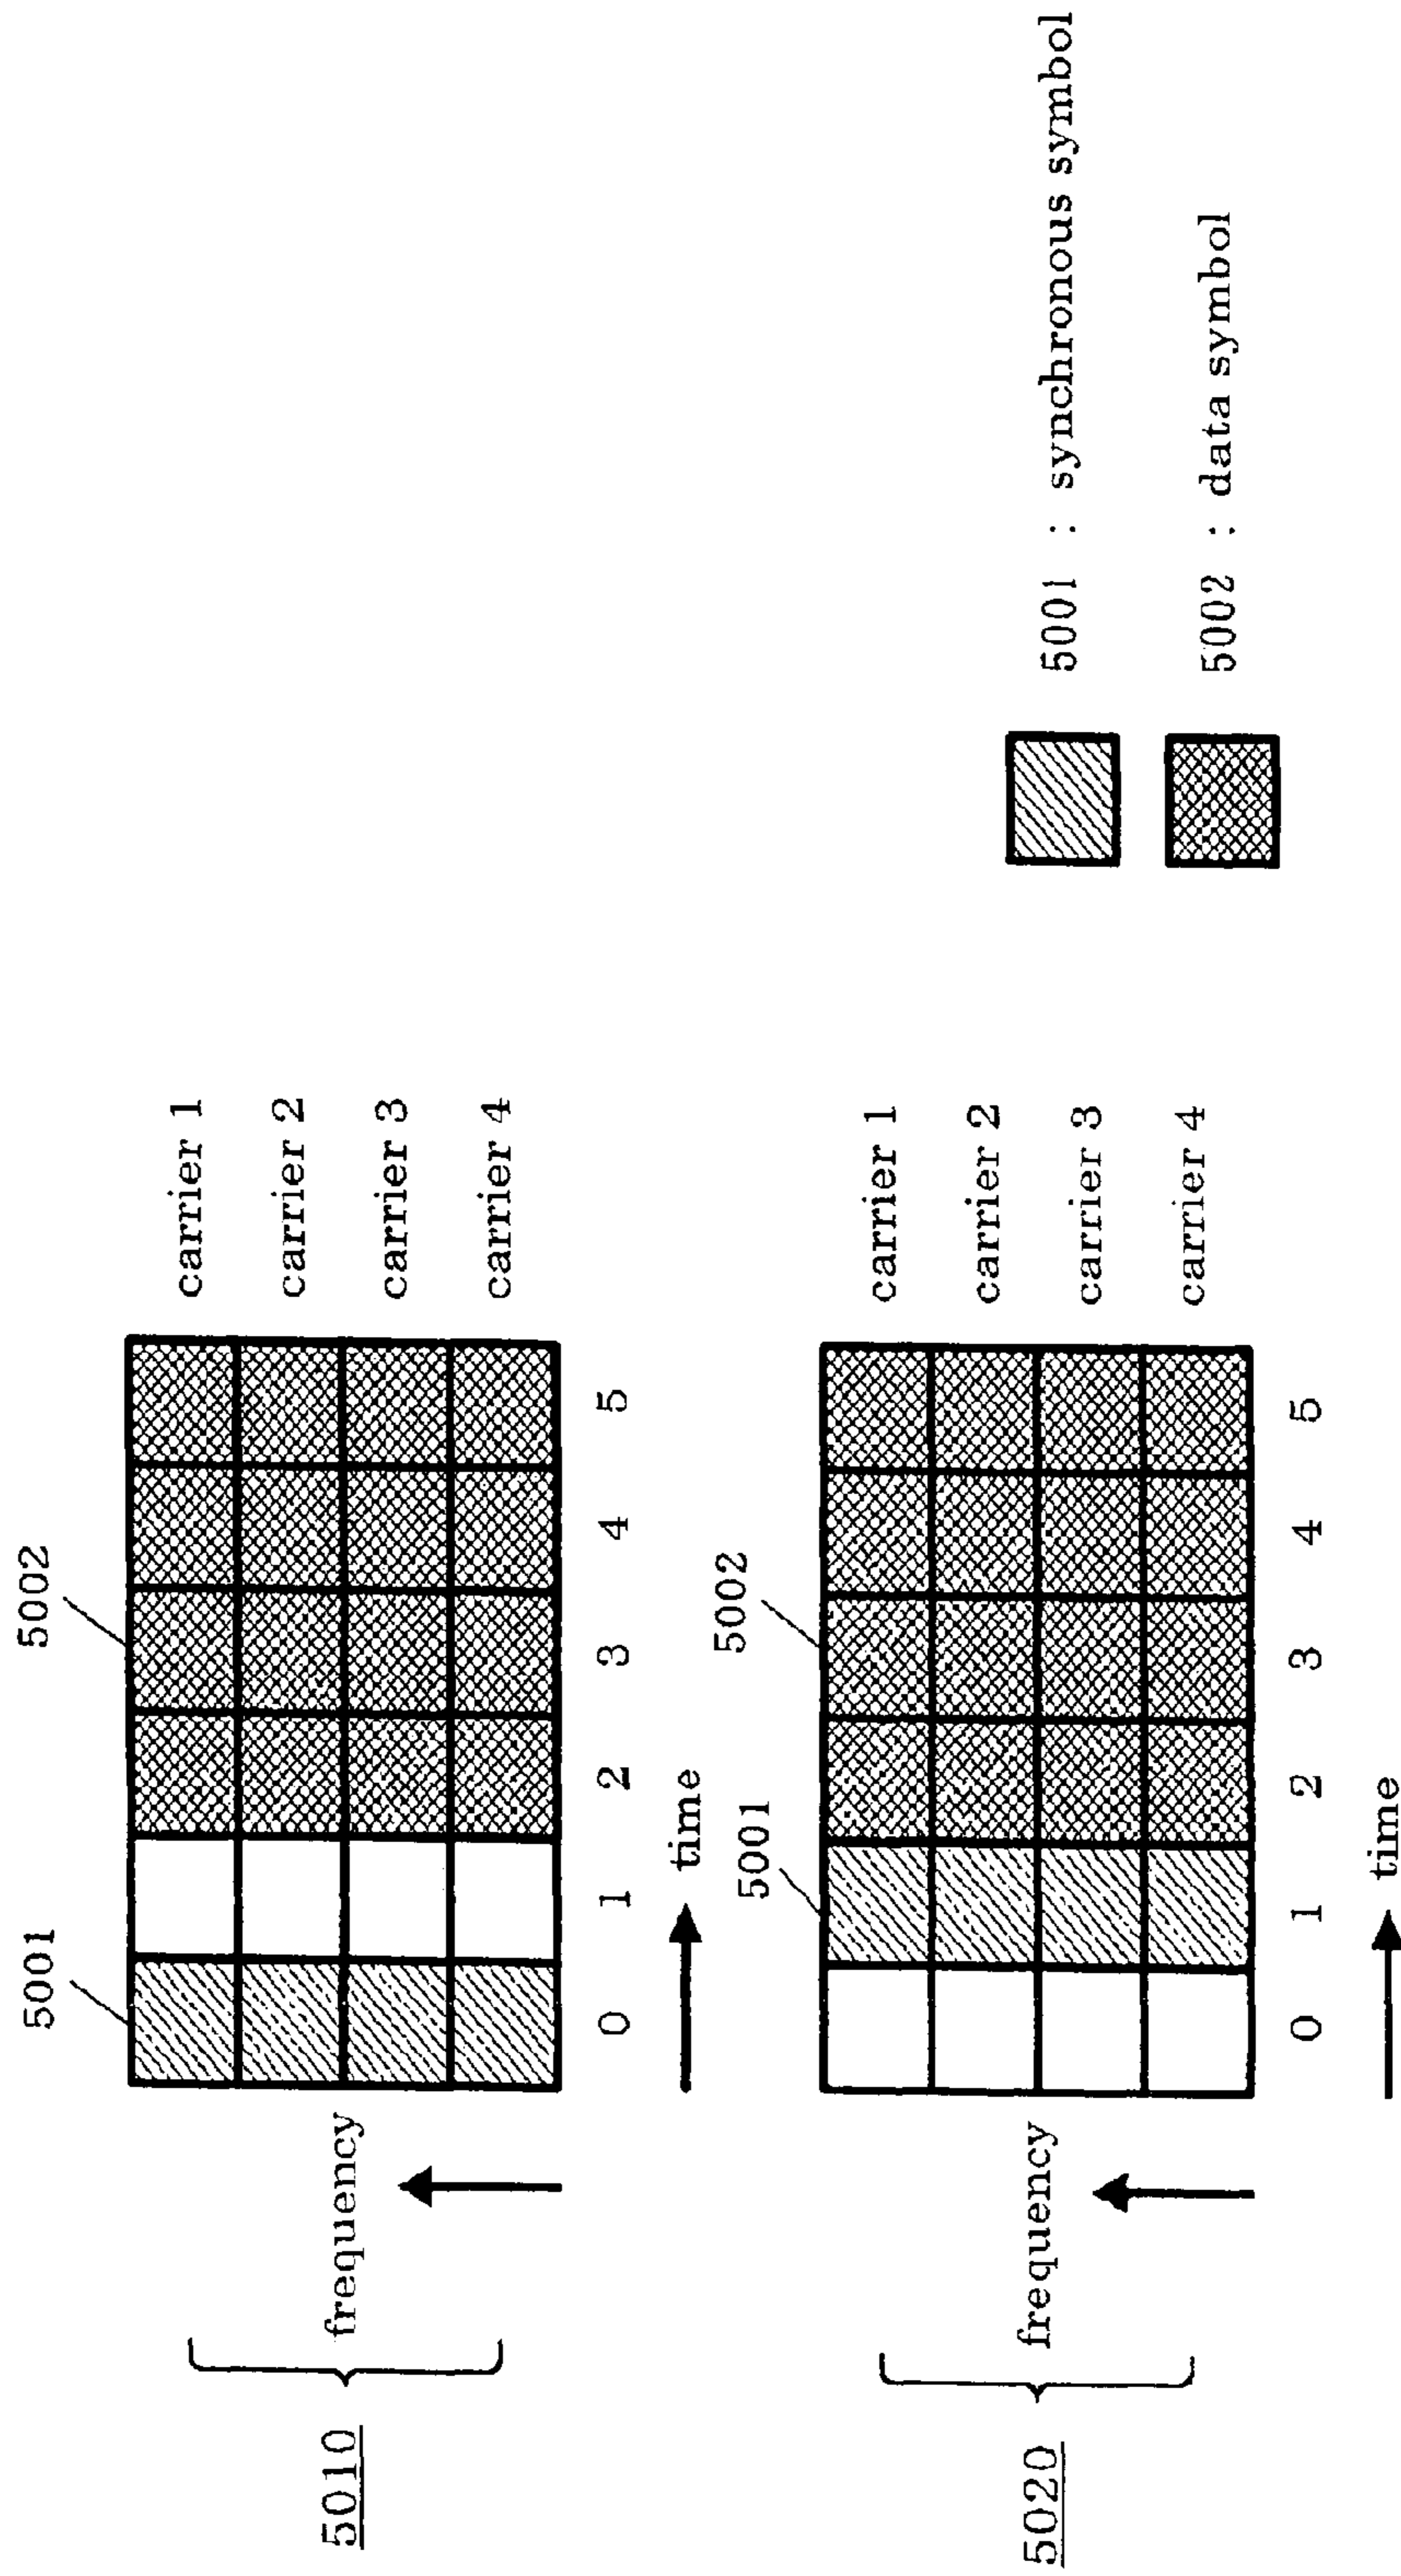 5001
5002
5010
frequency
carrier 1
carrier 2
carrier 3
carrier 4
0 1 2 3 4 5
time
5001
5002
5020
frequency
carrier 1
carrier 2
carrier 3
carrier 4
0 1 2 3 4 5
time
5001 : synchronous symbol
5002 : data symbol